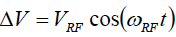 ΔV = V_RF cos(ω_RF t)